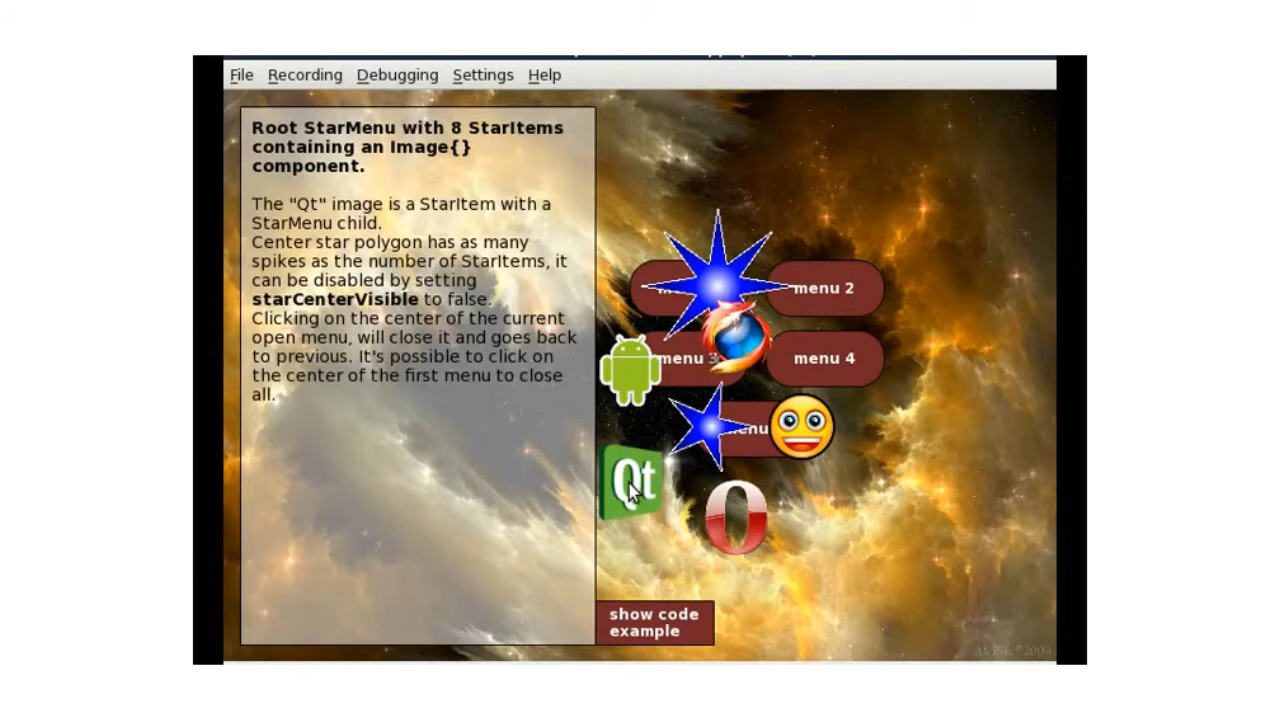 File Recording Debugging Settings Help
Root StarMenu with 8 StarItems
containing an Image{}
component.
The "Qt" image is a StarItem with a
StarMenu child.
Center star polygon has as many
spikes as the number of StarItems, it
can be disabled by setting
starCenterVisible to false.
Clicking on the center of the current
open menu, will close it and goes back
to previous. It's possible to click on
the center of the first menu to close
all.
menu 2
menu 3
menu 4
Qt
show code
example